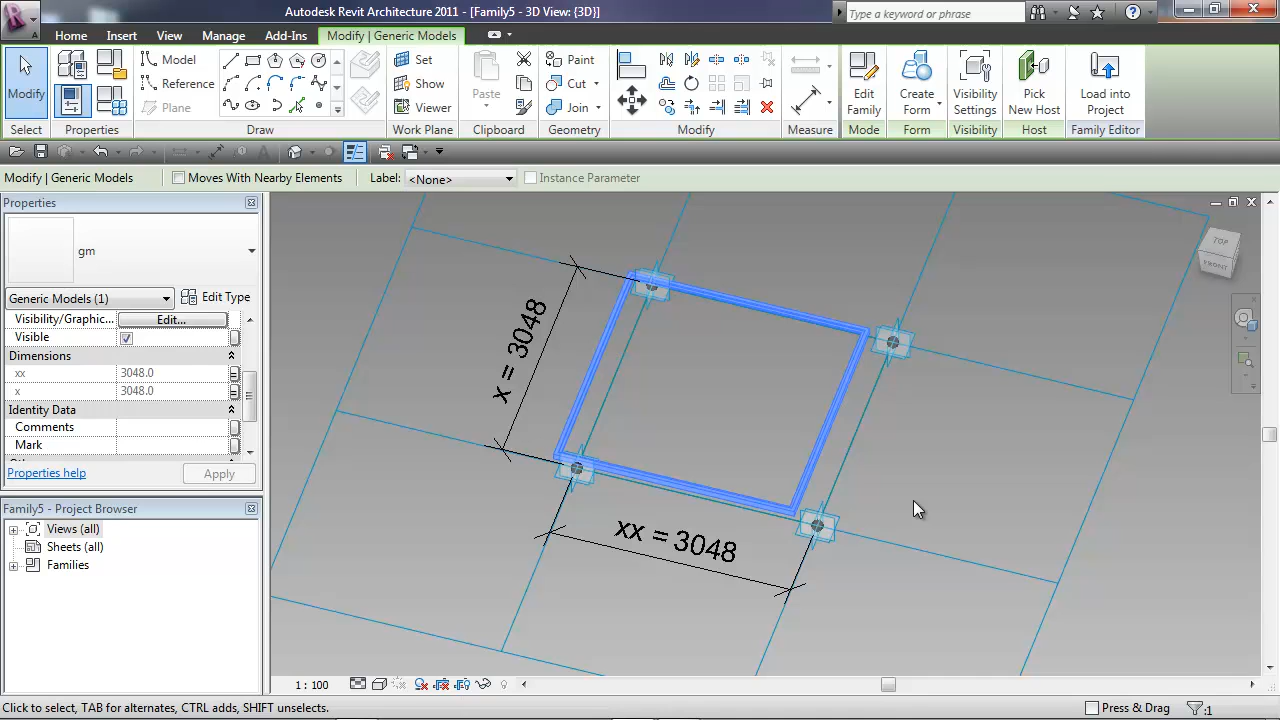 Autodesk Revit Architecture 2011 - [Family5 - 3D View: {3D}]
Type a keyword or phrase
Home Insert View Manage Add-Ins Modify | Generic Models
Modify
Model
Reference
Plane
Set
Show
Viewer
Paste
Paint
Cut
Join
Edit Family
Create Form
Visibility Settings
Pick New Host
Load into Project
Select Properties Draw Work Plane Clipboard Geometry Modify Measure Mode Form Visibility Host Family Editor
Modify | Generic Models Moves With Nearby Elements Label: <None> Instance Parameter
Properties
gm
Generic Models (1) Edit Type
Visibility/Graphic... Edit...
Visible
Dimensions
xx 3048.0
x 3048.0
Identity Data
Comments
Mark
Properties help Apply
Family5 - Project Browser
Views (all)
Sheets (all)
Families
TOP
FRONT
x = 3048
xx = 3048
1 : 100
Click to select, TAB for alternates, CTRL adds, SHIFT unselects.
Press & Drag :1